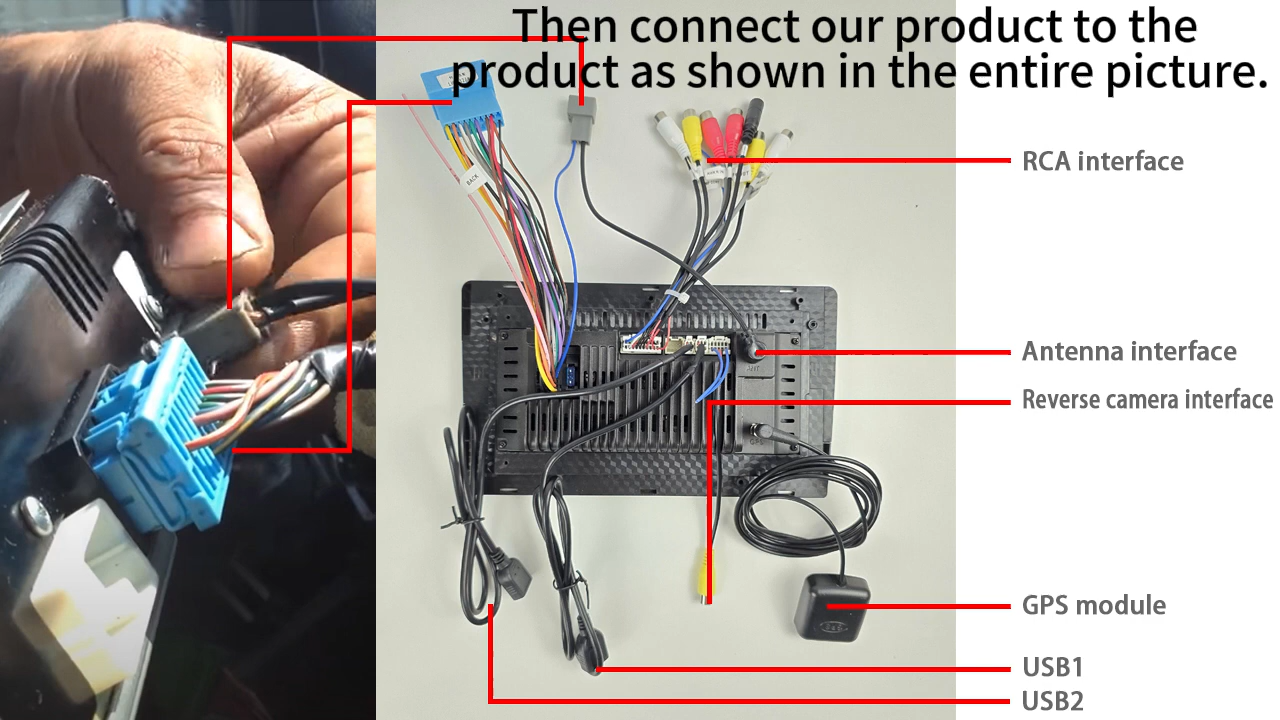 Then connect our product to the
product as shown in the entire picture.
RCA interface
BACK
Antenna interface
Reverse camera interface
GPS module
USB1
USB2